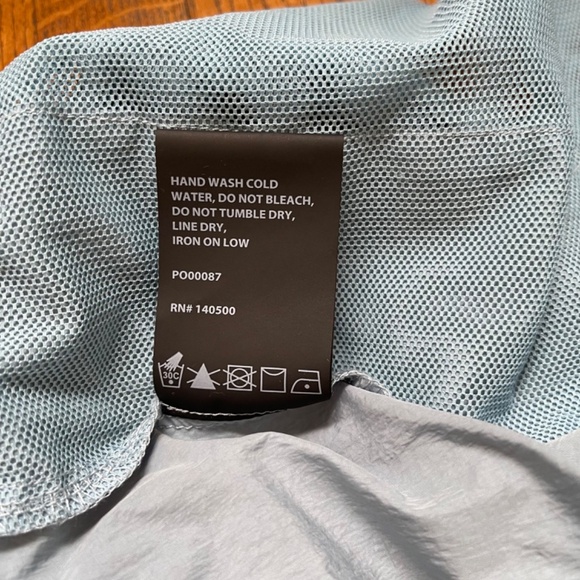 HAND WASH COLD
WATER, DO NOT BLEACH,
DO NOT TUMBLE DRY,
LINE DRY,
IRON ON LOW
PO00087
RN# 140500
30C